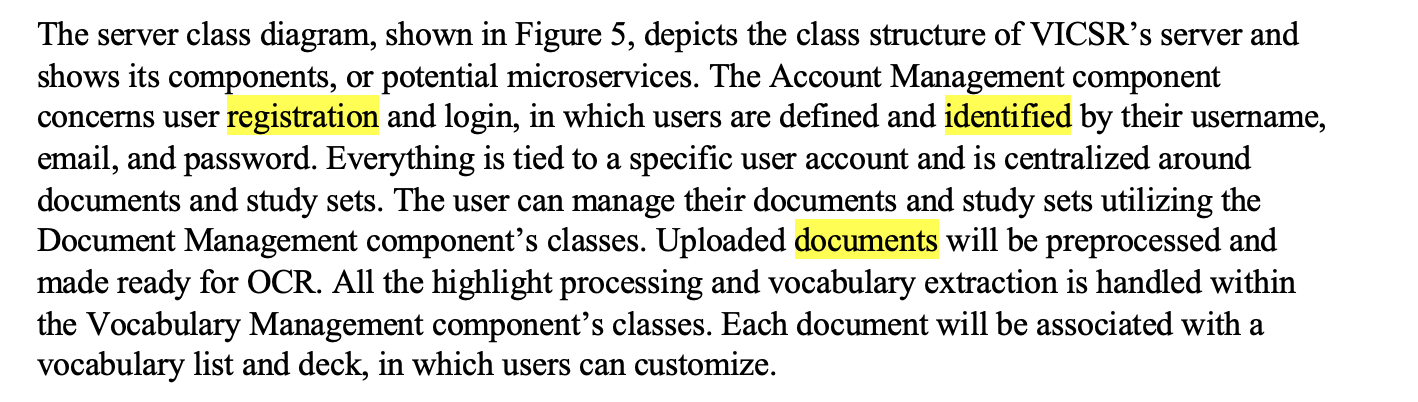 The server class diagram, shown in Figure 5, depicts the class structure of VICSR’s server and
shows its components, or potential microservices. The Account Management component
concerns user registration and login, in which users are defined and identified by their username,
email, and password. Everything is tied to a specific user account and is centralized around
documents and study sets. The user can manage their documents and study sets utilizing the
Document Management component’s classes. Uploaded documents will be preprocessed and
made ready for OCR. All the highlight processing and vocabulary extraction is handled within
the Vocabulary Management component’s classes. Each document will be associated with a
vocabulary list and deck, in which users can customize.